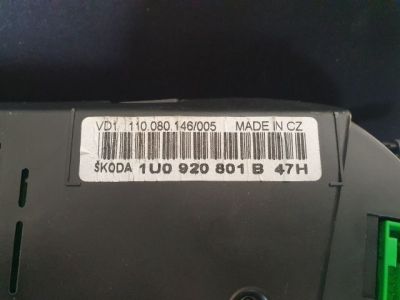 VDO 110.080.146/005 MADE IN CZ
ŠKODA 1U0 920 801 B 47H